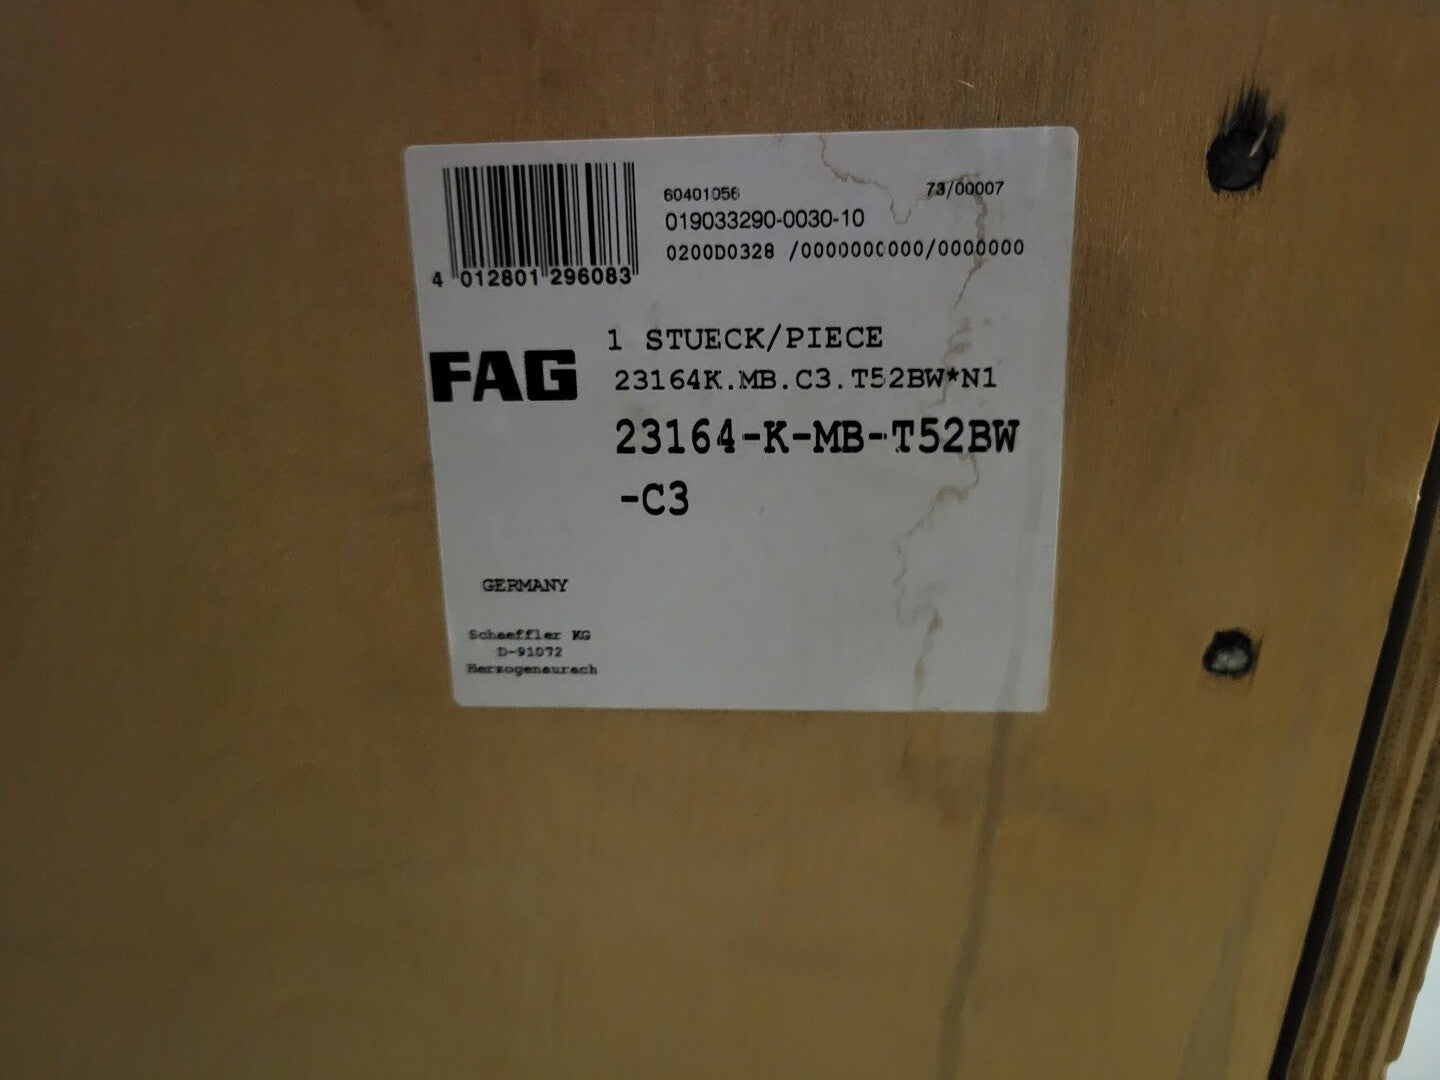 60401056 73/00007
019033290-0030-10
0200D0328 /0000000000/0000000
4 012801 296083
1 STUECK/PIECE
FAG
23164K.MB.C3.T52BW*N1
23164-K-MB-T52BW
-C3
GERMANY
Schaeffler KG
D-91072
Herzogenaurach